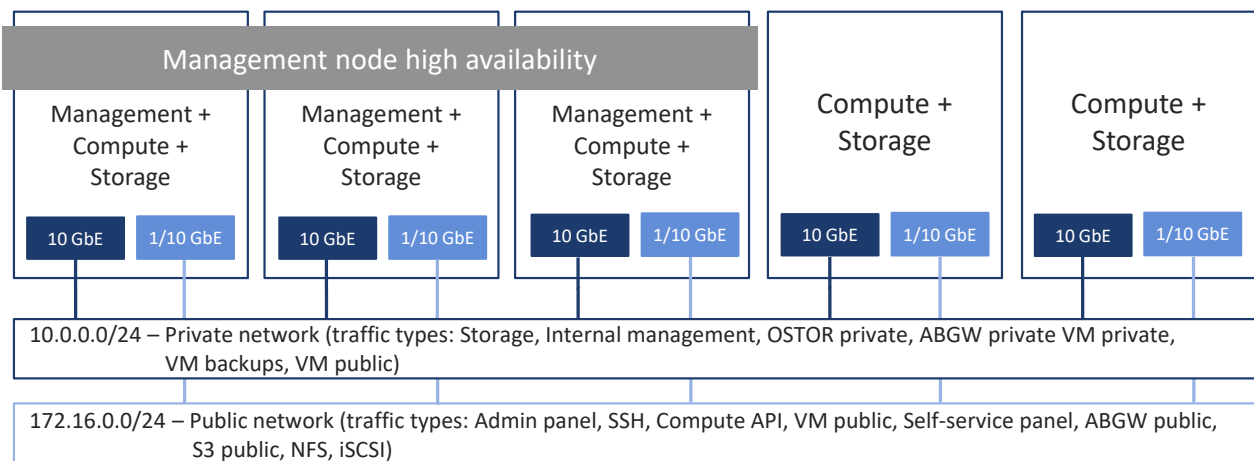 Management node high availability
Management +
Compute +
Storage
10 GbE
1/10 GbE
Management +
Compute +
Storage
10 GbE
1/10 GbE
Management +
Compute +
Storage
10 GbE
1/10 GbE
Compute +
Storage
10 GbE
1/10 GbE
Compute +
Storage
10 GbE
1/10 GbE
10.0.0.0/24 – Private network (traffic types: Storage, Internal management, OSTOR private, ABGW private VM private,
VM backups, VM public)
172.16.0.0/24 – Public network (traffic types: Admin panel, SSH, Compute API, VM public, Self-service panel, ABGW public,
S3 public, NFS, iSCSI)